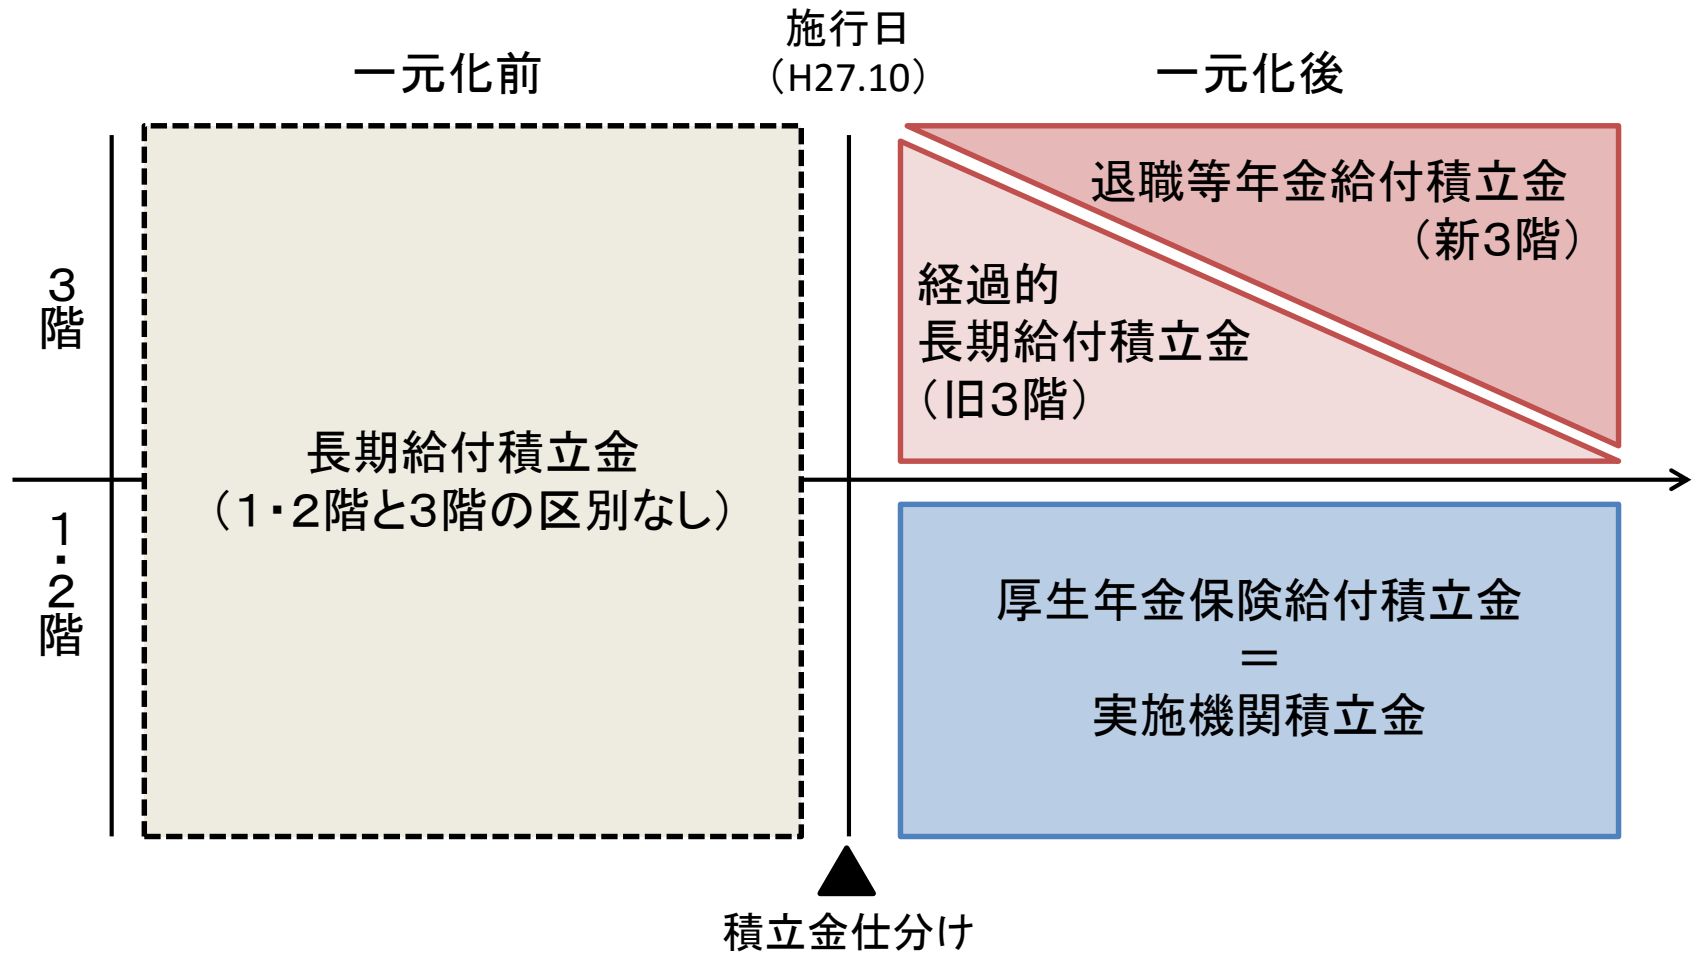 一元化前
施行日
（H27.10）
一元化後
3階
1・2階
長期給付積立金
（1・2階と3階の区別なし）
退職等年金給付積立金
（新3階）
経過的
長期給付積立金
（旧3階）
厚生年金保険給付積立金
＝
実施機関積立金
積立金仕分け